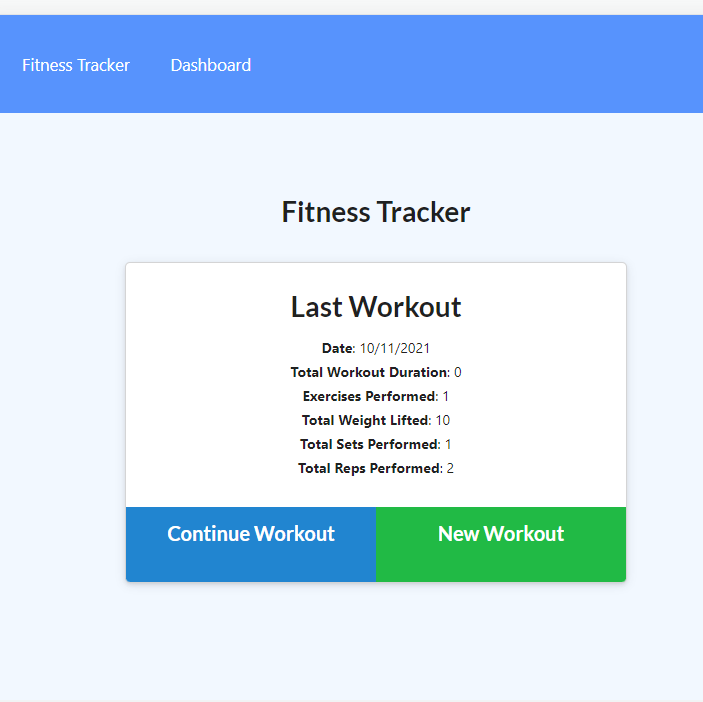 Fitness Tracker Dashboard
Fitness Tracker
Last Workout
Date: 10/11/2021
Total Workout Duration: 0
Exercises Performed: 1
Total Weight Lifted: 10
Total Sets Performed: 1
Total Reps Performed: 2
Continue Workout New Workout